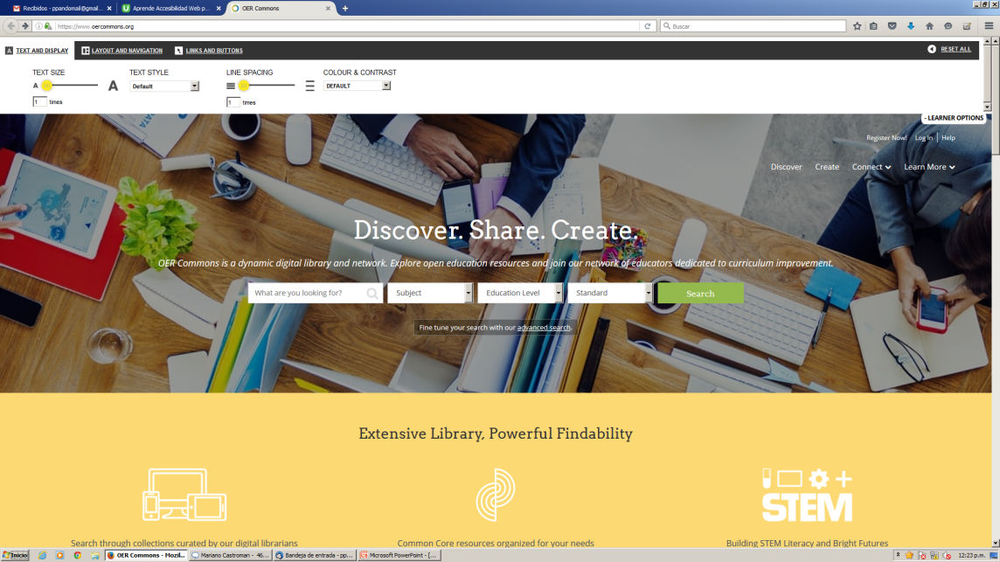 Recibidos - ppandomail@gmail... × Aprende Accesibilidad Web p... × OER Commons × +
https://www.oercommons.org Buscar
A TEXT AND DISPLAY LAYOUT AND NAVIGATION LINKS AND BUTTONS RESET ALL
TEXT SIZE TEXT STYLE LINE SPACING COLOUR & CONTRAST
A A Default DEFAULT
1 times 1 times
- LEARNER OPTIONS
Register Now! Log In Help
Discover Create Connect Learn More
Discover. Share. Create.
OER Commons is a dynamic digital library and network. Explore open education resources and join our network of educators dedicated to curriculum improvement.
What are you looking for? Subject Education Level Standard Search
Fine tune your search with our advanced search.
Extensive Library, Powerful Findability
STEM
Search through collections curated by our digital librarians Common Core resources organized for your needs Building STEM Literacy and Bright Futures
Inicio OER Commons - Mozil... Mariano Castroman - 46... Bandeja de entrada - pp... Microsoft PowerPoint - [... 12:23 p.m.